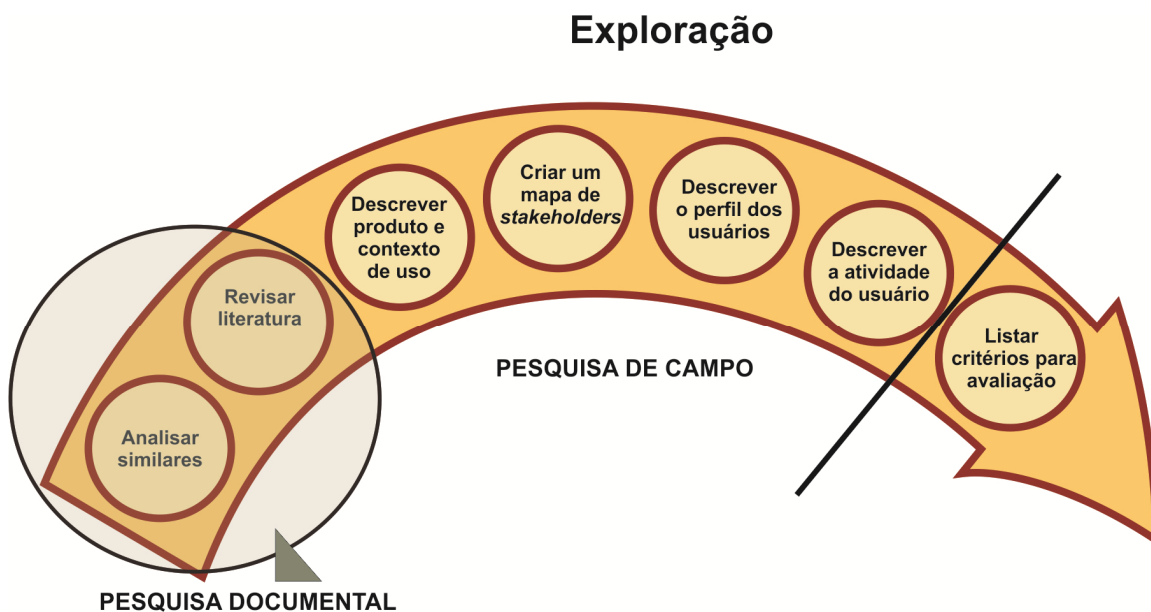 Exploração
Analisar
similares
Revisar
literatura
Descrever
produto e
contexto
de uso
Criar um
mapa de
stakeholders
Descrever
o perfil dos
usuários
Descrever
a atividade
do usuário
Listar
critérios para
avaliação
PESQUISA DE CAMPO
PESQUISA DOCUMENTAL